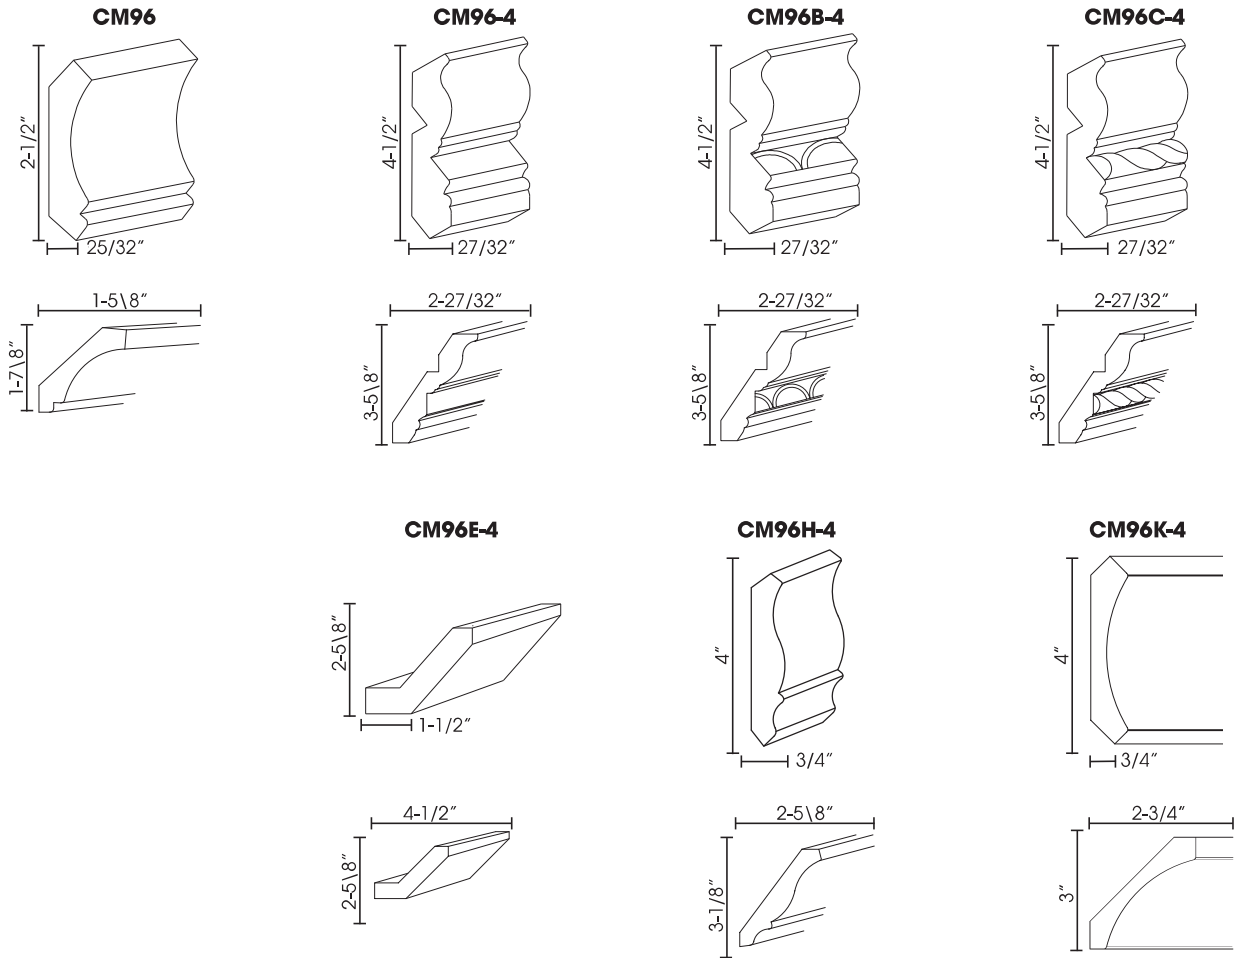 CM96 CM96-4 CM96B-4 CM96C-4
2-1/2" 4-1/2" 4-1/2" 4-1/2"
25/32" 27/32" 27/32" 27/32"
1-5\8" 2-27/32" 2-27/32" 2-27/32"
1-7\8" 3-5\8" 3-5\8" 3-5\8"
CM96E-4 CM96H-4 CM96K-4
2-5\8" 4" 4"
1-1/2" 3/4" 3/4"
4-1/2" 2-5\8" 2-3/4"
2-5\8" 3-1/8" 3"